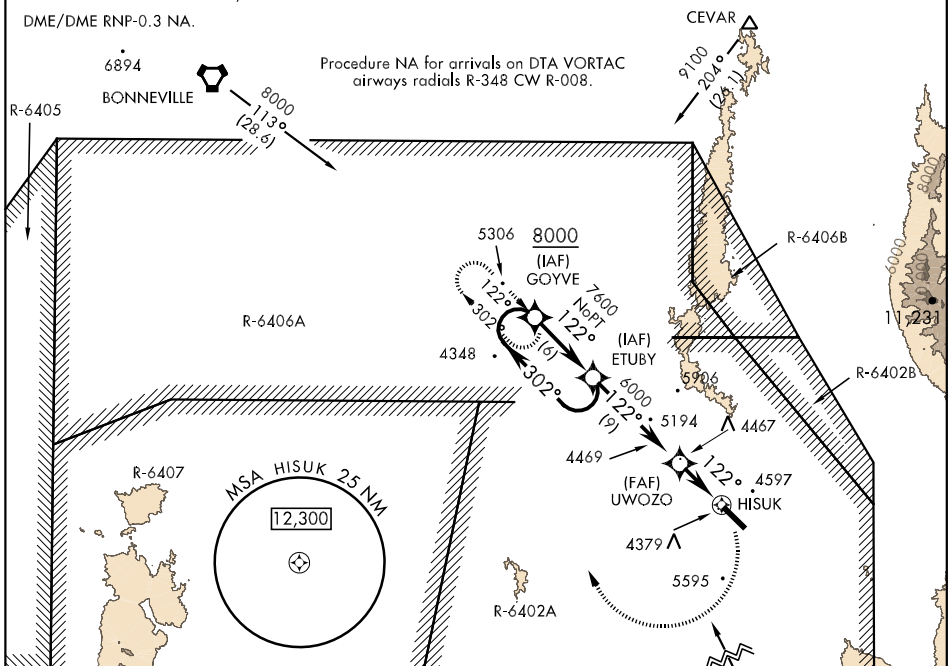 DME/DME RNP-0.3 NA.
6894
BONNEVILLE
8000
113°
(28.6)
Procedure NA for arrivals on DTA VORTAC
airways radials R-348 CW R-008.
CEVAR
9100
204°
(26.1)
R-6405
8000
6000
11,231
R-6406B
5306
8000
(IAF)
GOYVE
122°
302°
7600
NoPT
122°
(6)
R-6406A
4348
(IAF)
ETUBY
302°
6000
122°
(9)
5906
R-6402B
5194
4467
4469
(FAF)
UWOZO
122°
4597
HISUK
R-6407
MSA HISUK 25 NM
12,300
4379
5595
R-6402A